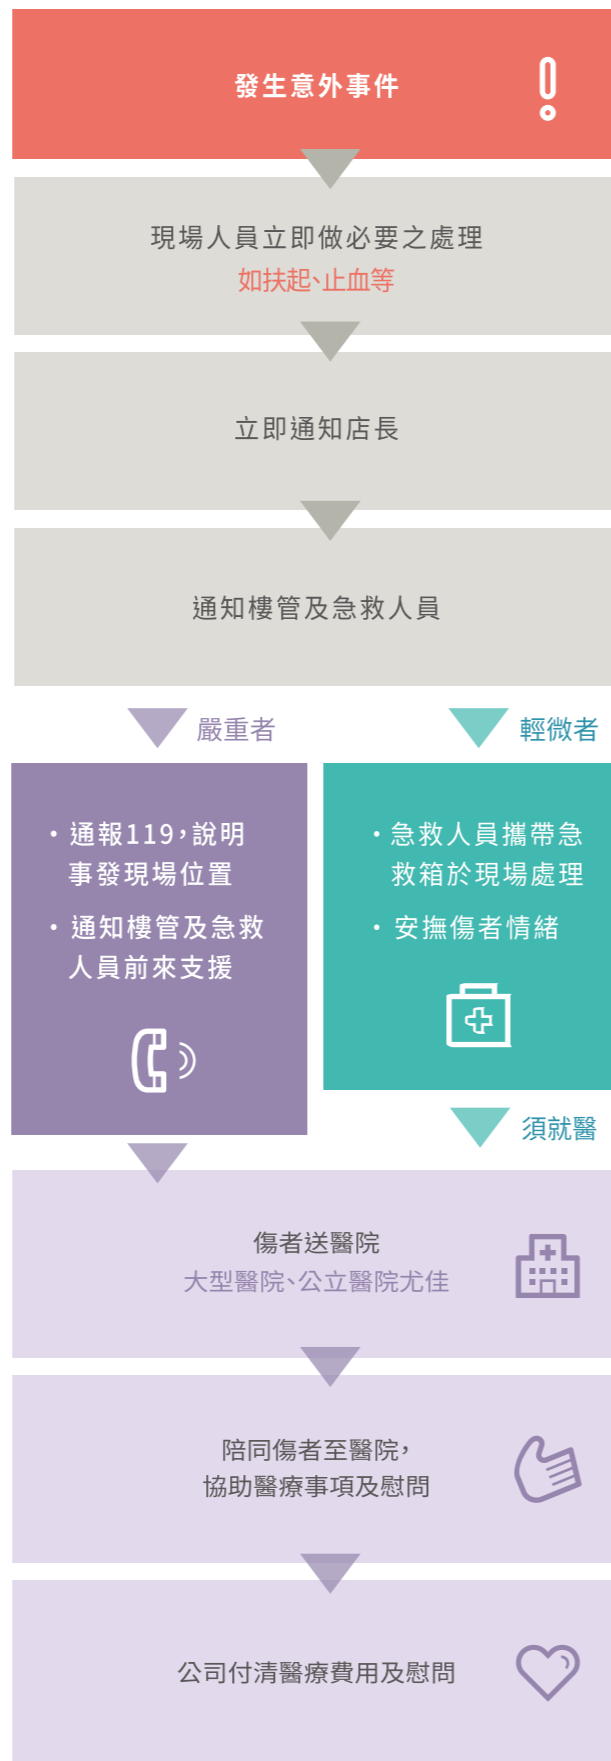 發生意外事件
現場人員立即做必要之處理
如扶起、止血等
立即通知店長
通知樓管及急救人員
嚴重者
・通報119，說明
事發現場位置
・通知樓管及急救
人員前來支援
輕微者
・急救人員攜帶急
救箱於現場處理
・安撫傷者情緒
須就醫
傷者送醫院
大型醫院、公立醫院尤佳
陪同傷者至醫院，
協助醫療事項及慰問
公司付清醫療費用及慰問